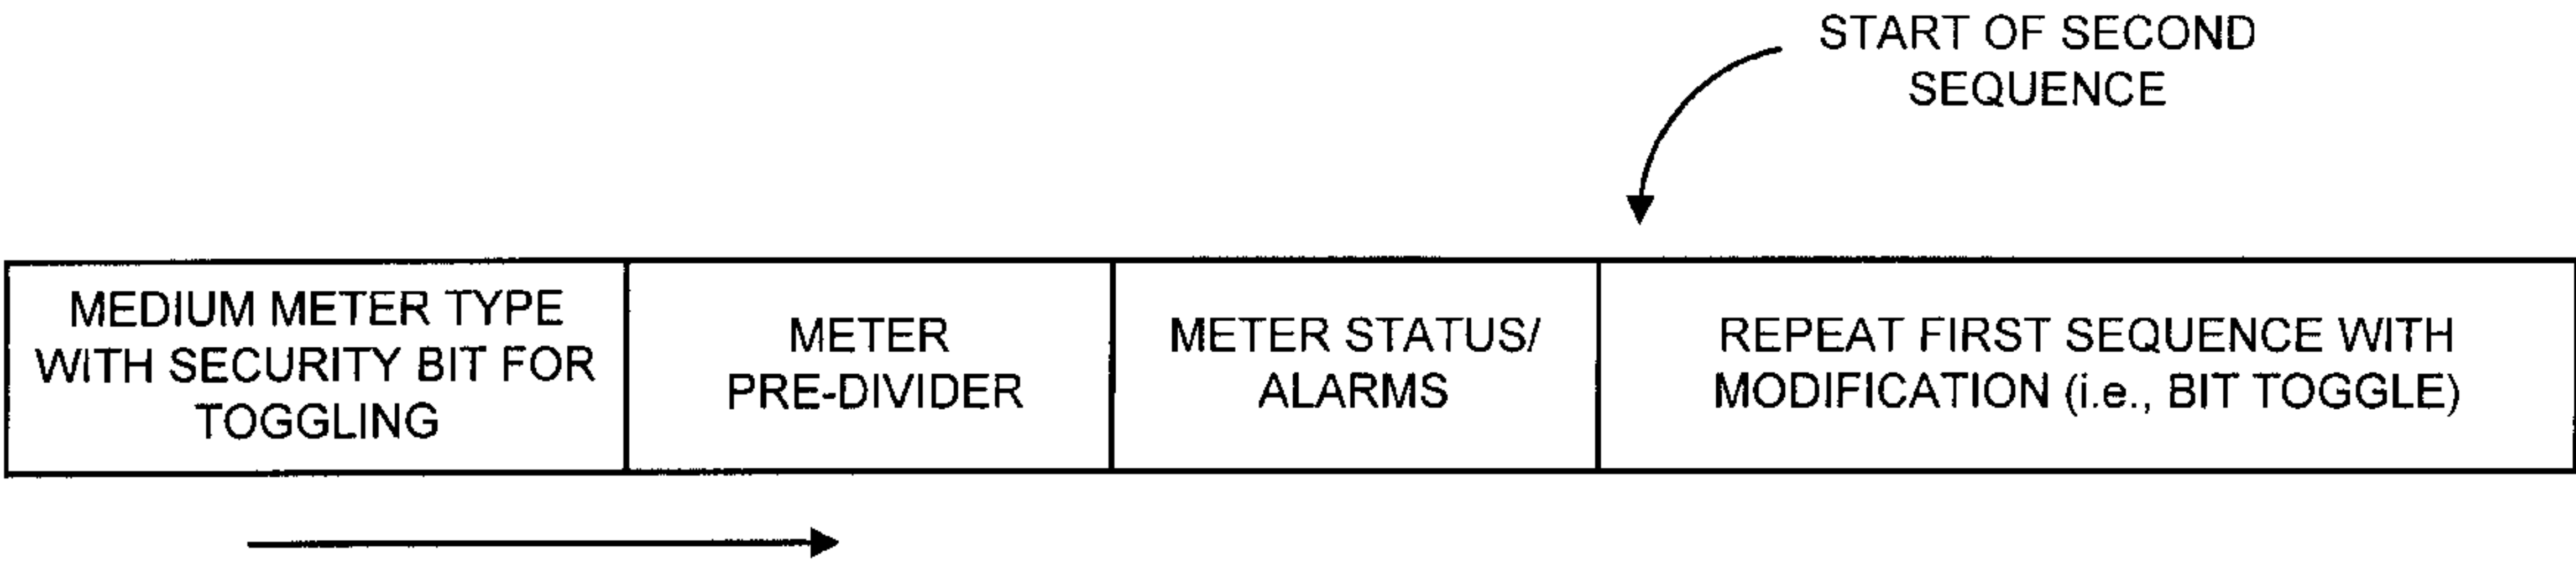 START OF SECOND
SEQUENCE
MEDIUM METER TYPE
WITH SECURITY BIT FOR
TOGGLING
METER
PRE-DIVIDER
METER STATUS/
ALARMS
REPEAT FIRST SEQUENCE WITH
MODIFICATION (i.e., BIT TOGGLE)